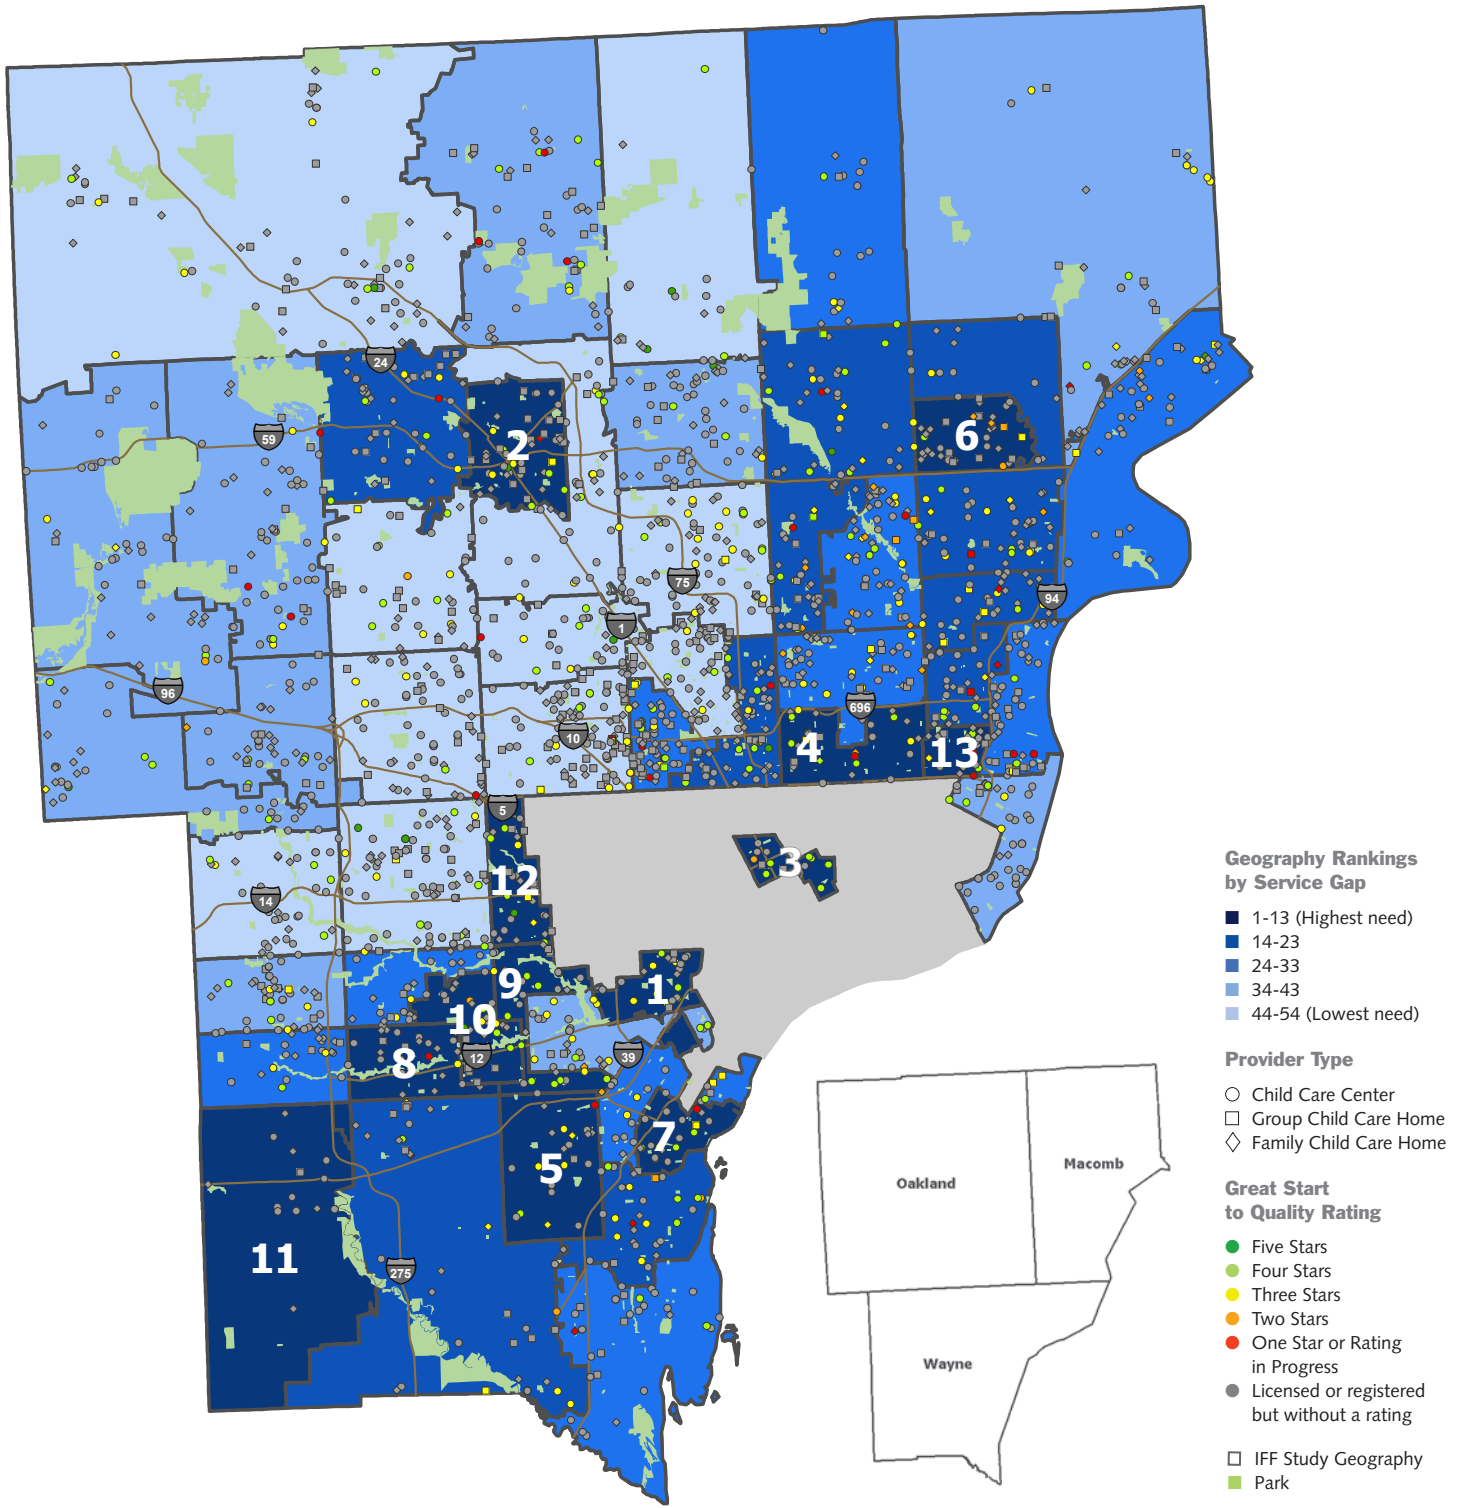 24
2
6
59
75
94
1
96
696
10
4
13
5
3
12
14
9
1
10
8
12
39
7
5
11
275
Geography Rankings
by Service Gap
1-13 (Highest need)
14-23
24-33
34-43
44-54 (Lowest need)
Provider Type
Child Care Center
Group Child Care Home
Family Child Care Home
Great Start
to Quality Rating
Five Stars
Four Stars
Three Stars
Two Stars
One Star or Rating
in Progress
Licensed or registered
but without a rating
IFF Study Geography
Park
Macomb
Oakland
Wayne